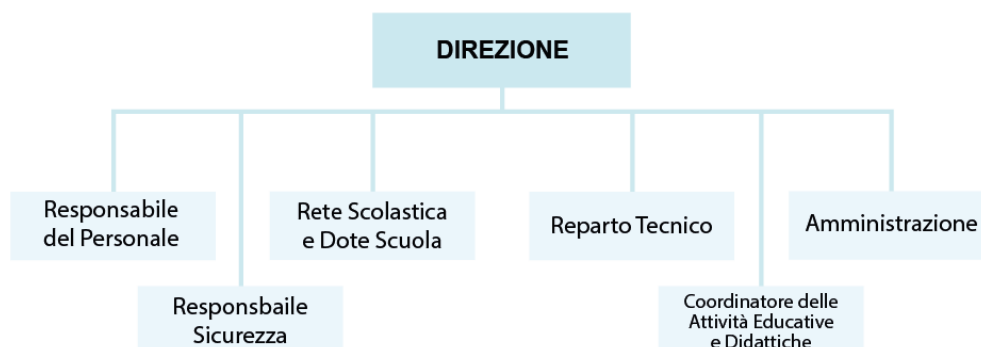 DIREZIONE
Responsabile
del Personale
Rete Scolastica
e Dote Scuola
Reparto Tecnico
Amministrazione
Responsbaile
Sicurezza
Coordinatore delle
Attività Educative
e Didattiche